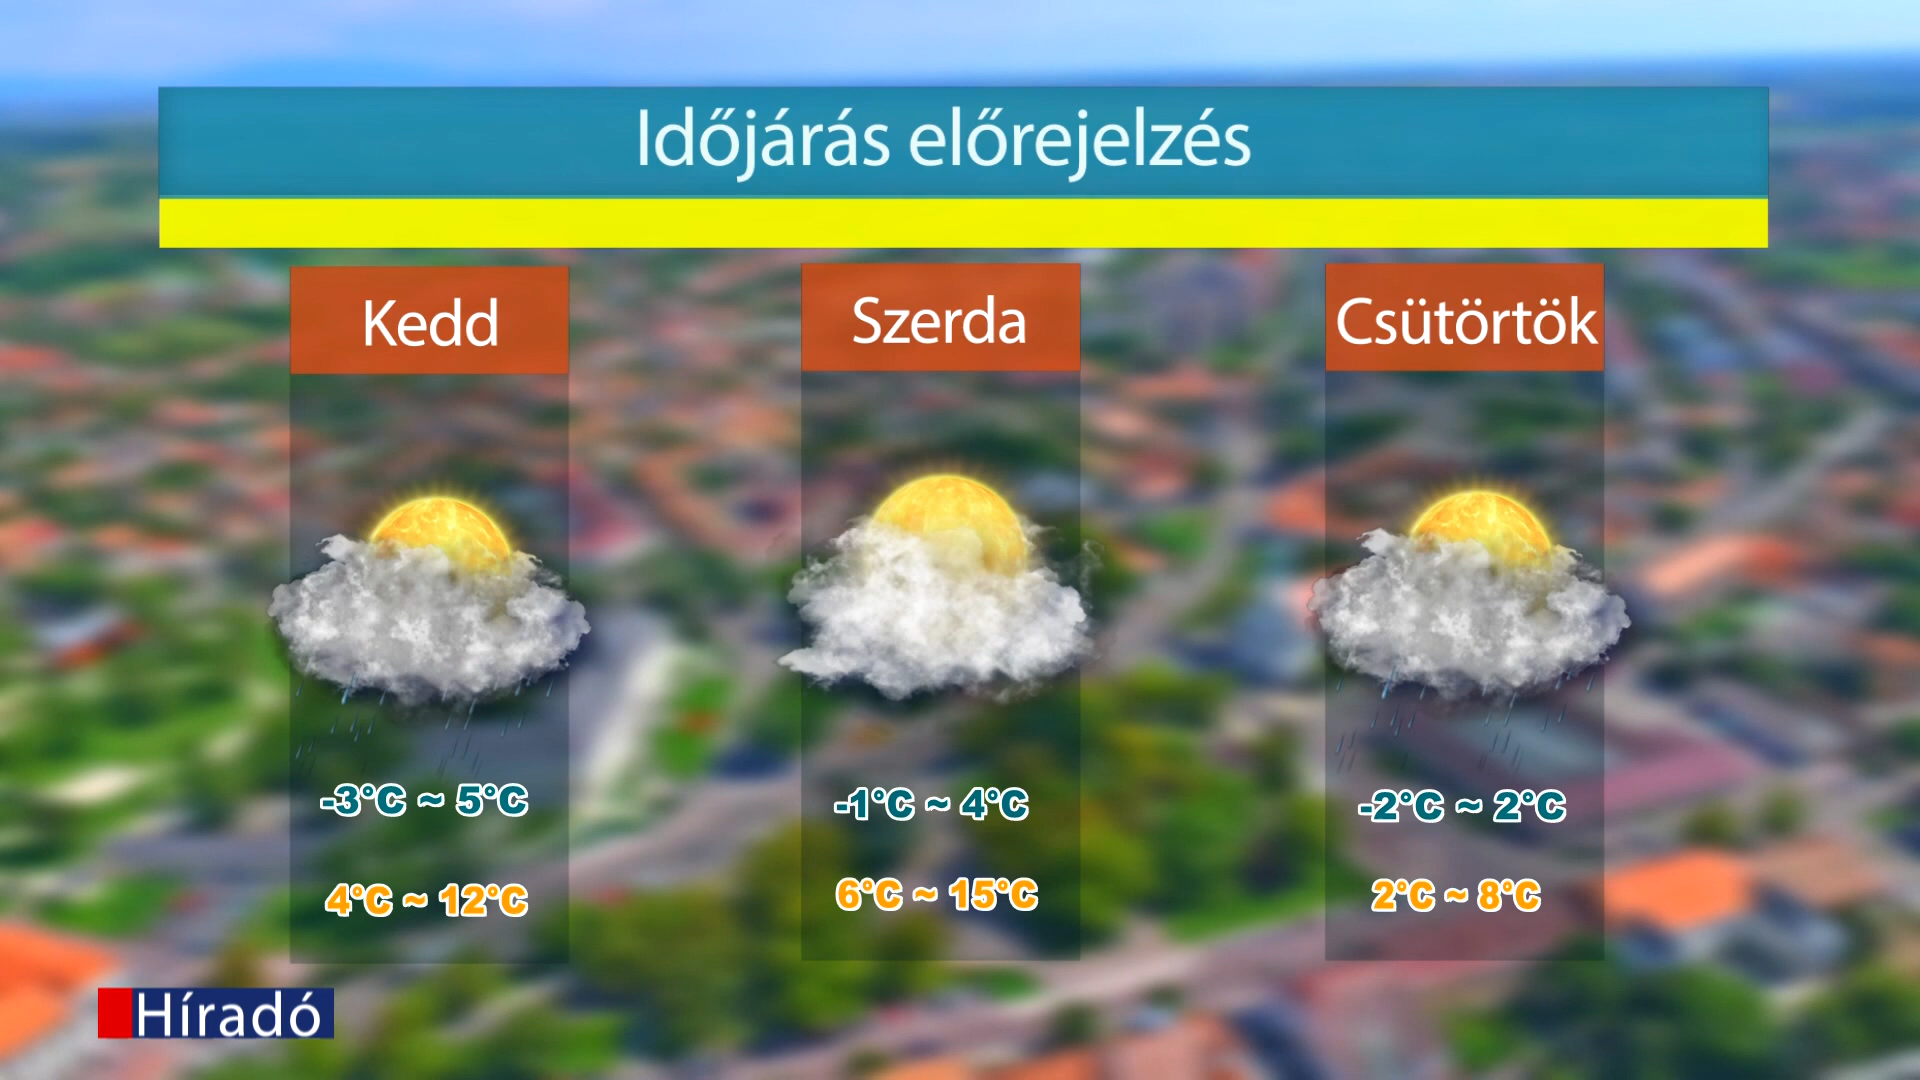 Időjárás előrejelzés
Kedd
Szerda
Csütörtök
-3°C ~ 5°C
-1°C ~ 4°C
-2°C ~ 2°C
4°C ~ 12°C
6°C ~ 15°C
2°C ~ 8°C
Híradó